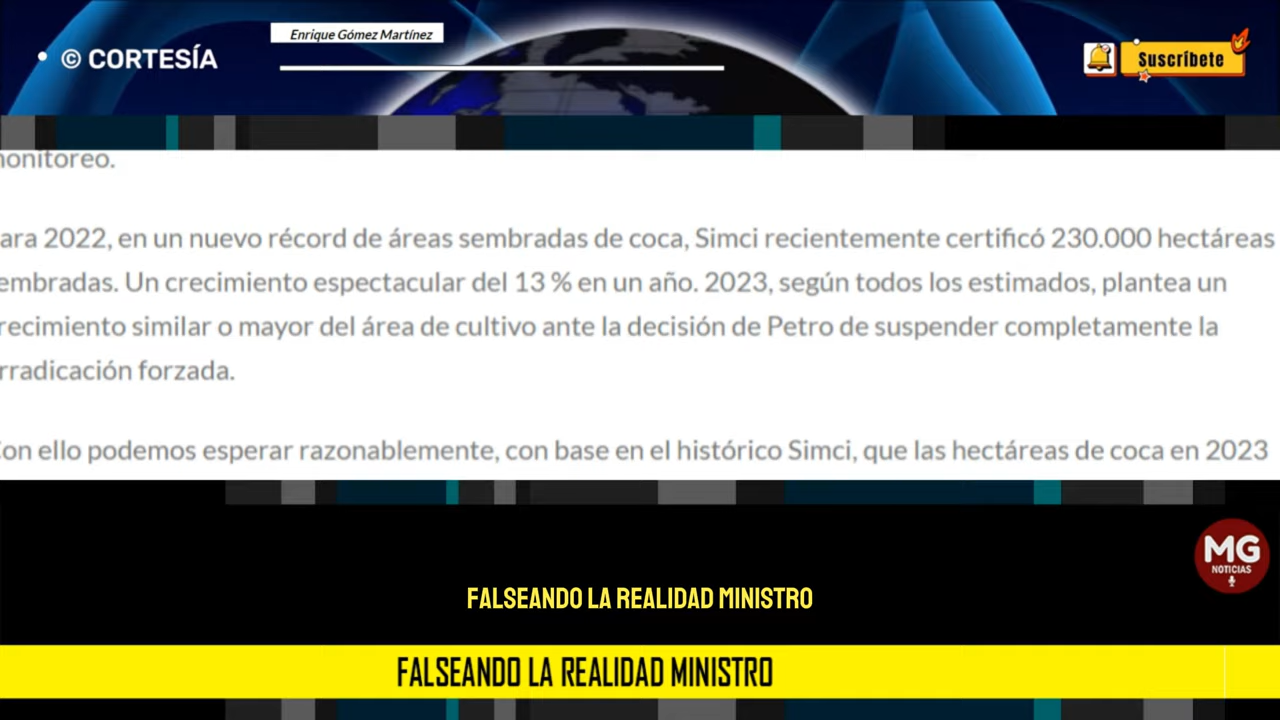 Enrique Gómez Martínez
© CORTESÍA
Suscríbete
onitoreo.
ara 2022, en un nuevo récord de áreas sembradas de coca, Simci recientemente certificó 230.000 hectáreas
embradas. Un crecimiento espectacular del 13 % en un año. 2023, según todos los estimados, plantea un
recimiento similar o mayor del área de cultivo ante la decisión de Petro de suspender completamente la
rradicación forzada.
on ello podemos esperar razonablemente, con base en el histórico Simci, que las hectáreas de coca en 2023
MG
NOTICIAS
FALSEANDO LA REALIDAD MINISTRO
FALSEANDO LA REALIDAD MINISTRO